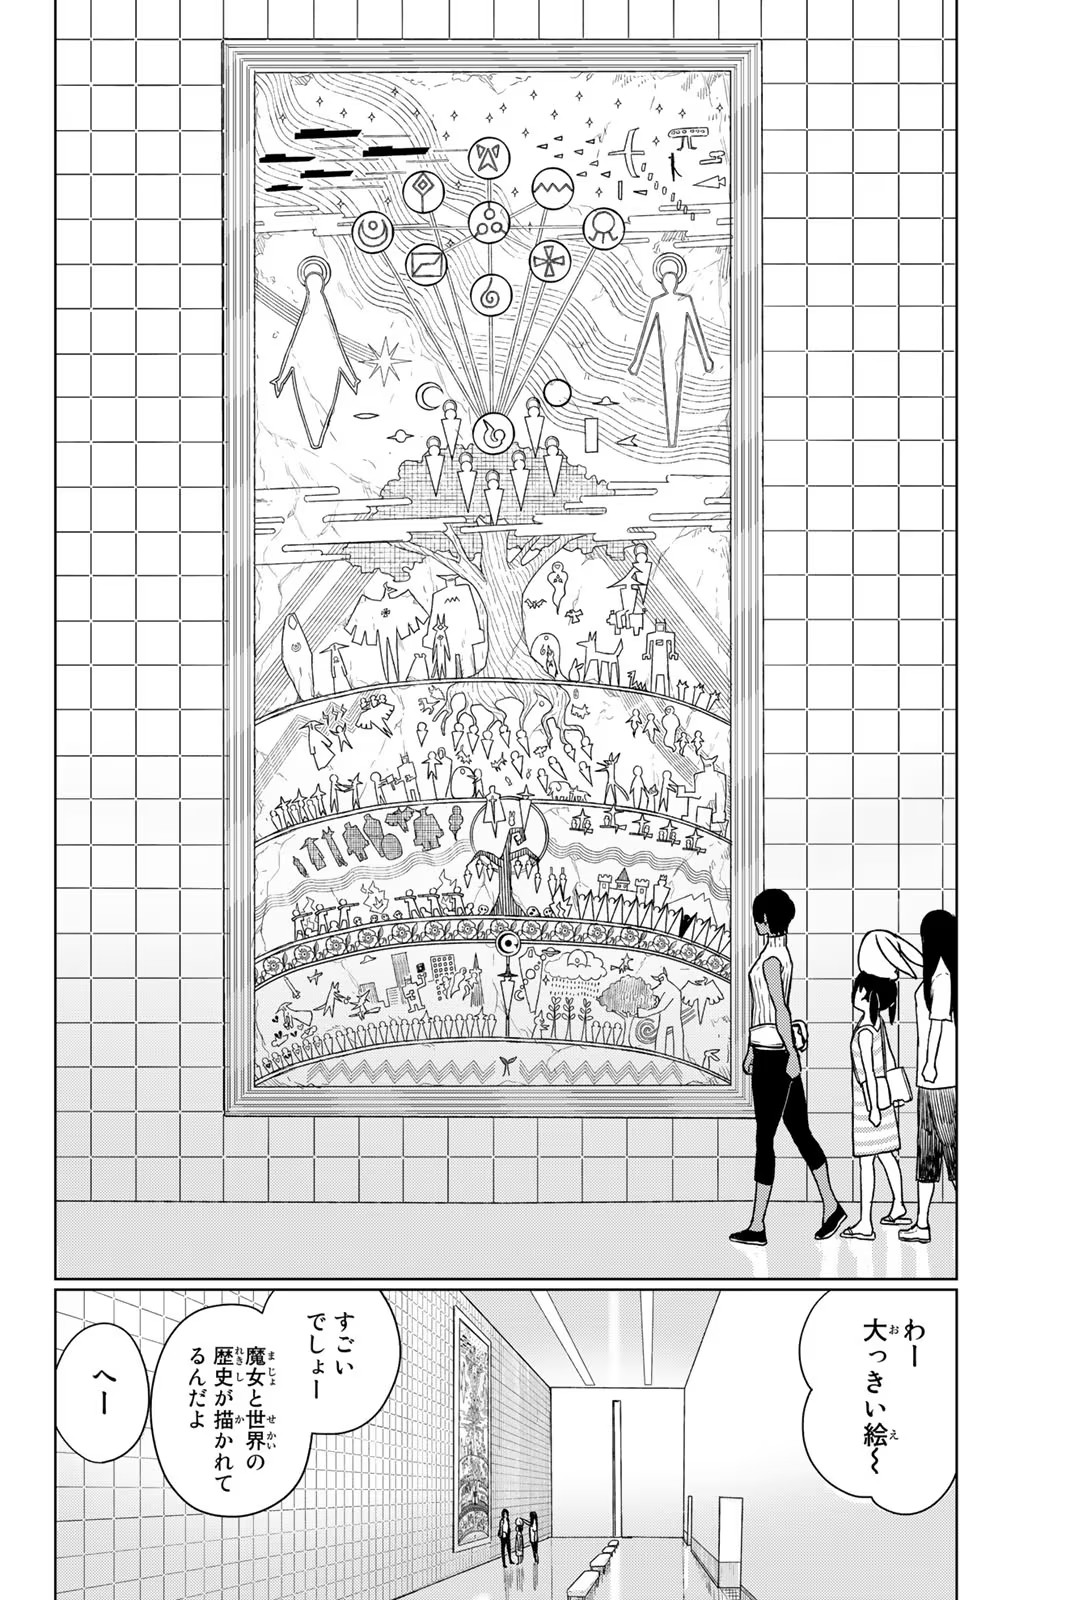 わー
大っきい絵〜
すごい
でしょー
魔女と世界の
歴史が描かれて
るんだよ
へー